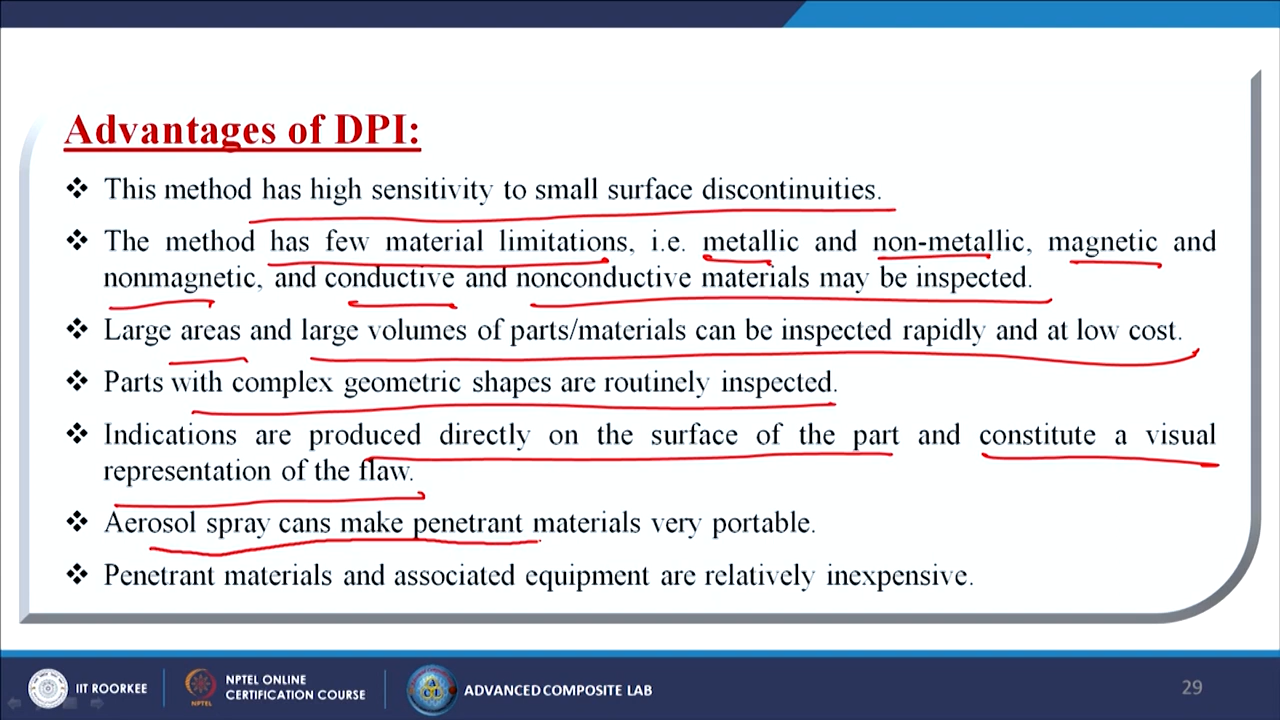 Advantages of DPI:
❖ This method has high sensitivity to small surface discontinuities.
❖ The method has few material limitations, i.e. metallic and non-metallic, magnetic and
nonmagnetic, and conductive and nonconductive materials may be inspected.
❖ Large areas and large volumes of parts/materials can be inspected rapidly and at low cost.
❖ Parts with complex geometric shapes are routinely inspected.
❖ Indications are produced directly on the surface of the part and constitute a visual
representation of the flaw.
❖ Aerosol spray cans make penetrant materials very portable.
❖ Penetrant materials and associated equipment are relatively inexpensive.
IIT ROORKEE
NPTEL
NPTEL ONLINE
CERTIFICATION COURSE
ADVANCED COMPOSITE LAB
29